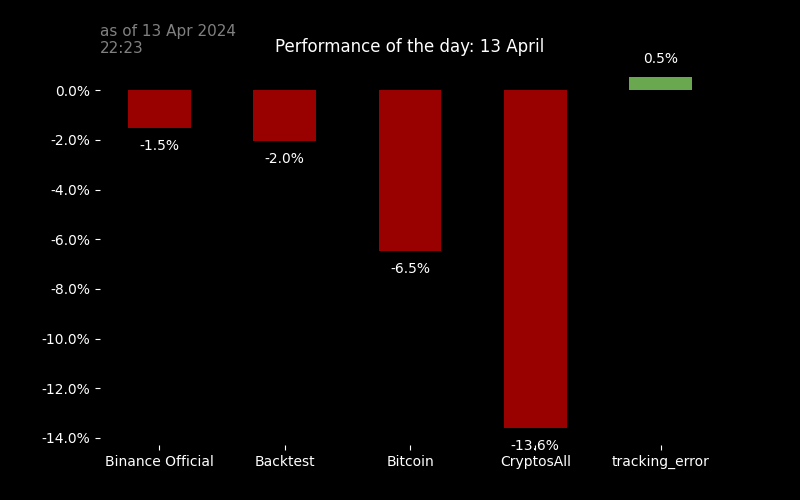 as of 13 Apr 2024
22:23
Performance of the day: 13 April
0.5%
0.0%
-1.5%
-2.0%
-2.0%
-4.0%
-6.0%
-6.5%
-8.0%
-10.0%
-12.0%
-14.0%
-13.6%
Binance Official
Backtest
Bitcoin
CryptosAll
tracking_error